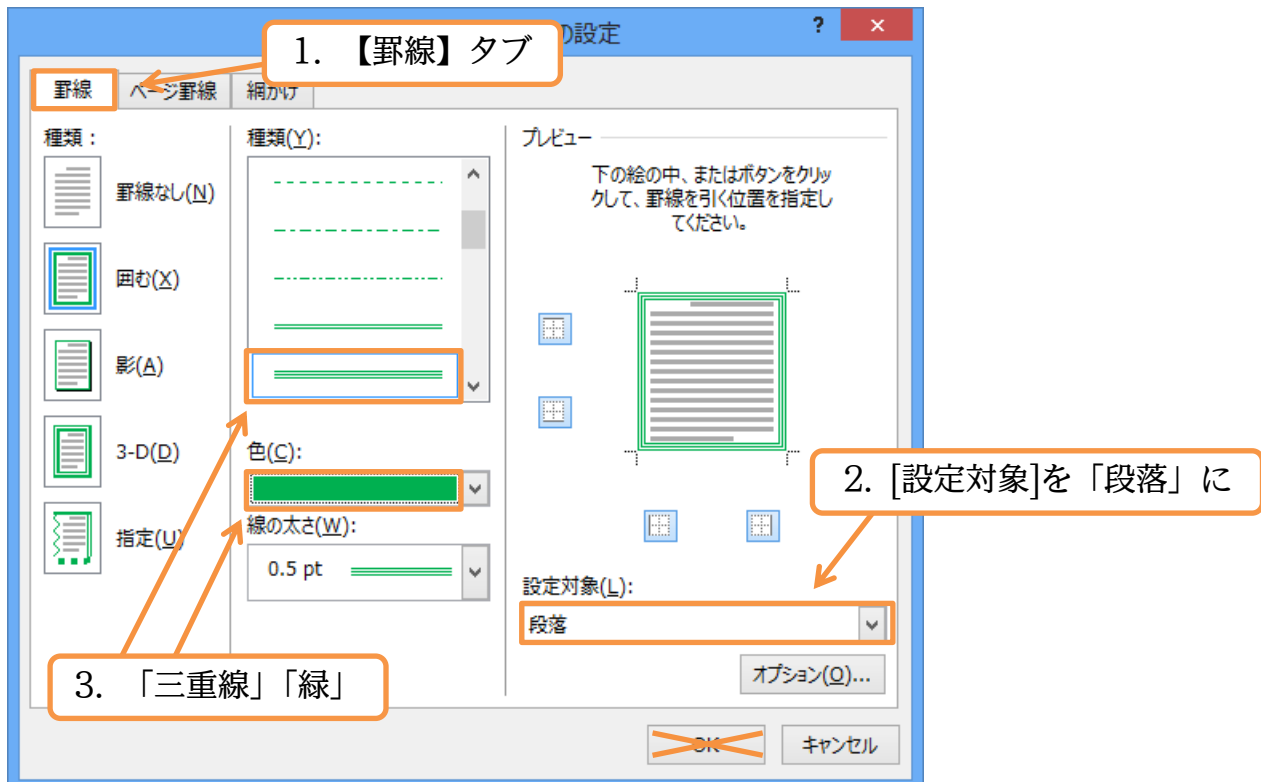 の設定
?
×
1. 【罫線】タブ
罫線
ページ罫線
網かけ
種類：
罫線なし(N)
囲む(X)
影(A)
3-D(D)
指定(U)
種類(Y):
色(C):
線の太さ(W):
0.5 pt
プレビュー
下の絵の中、またはボタンをクリッ
クして、罫線を引く位置を指定し
てください。
2. [設定対象]を「段落」に
設定対象(L):
段落
オプション(O)...
3. 「三重線」「緑」
OK
キャンセル